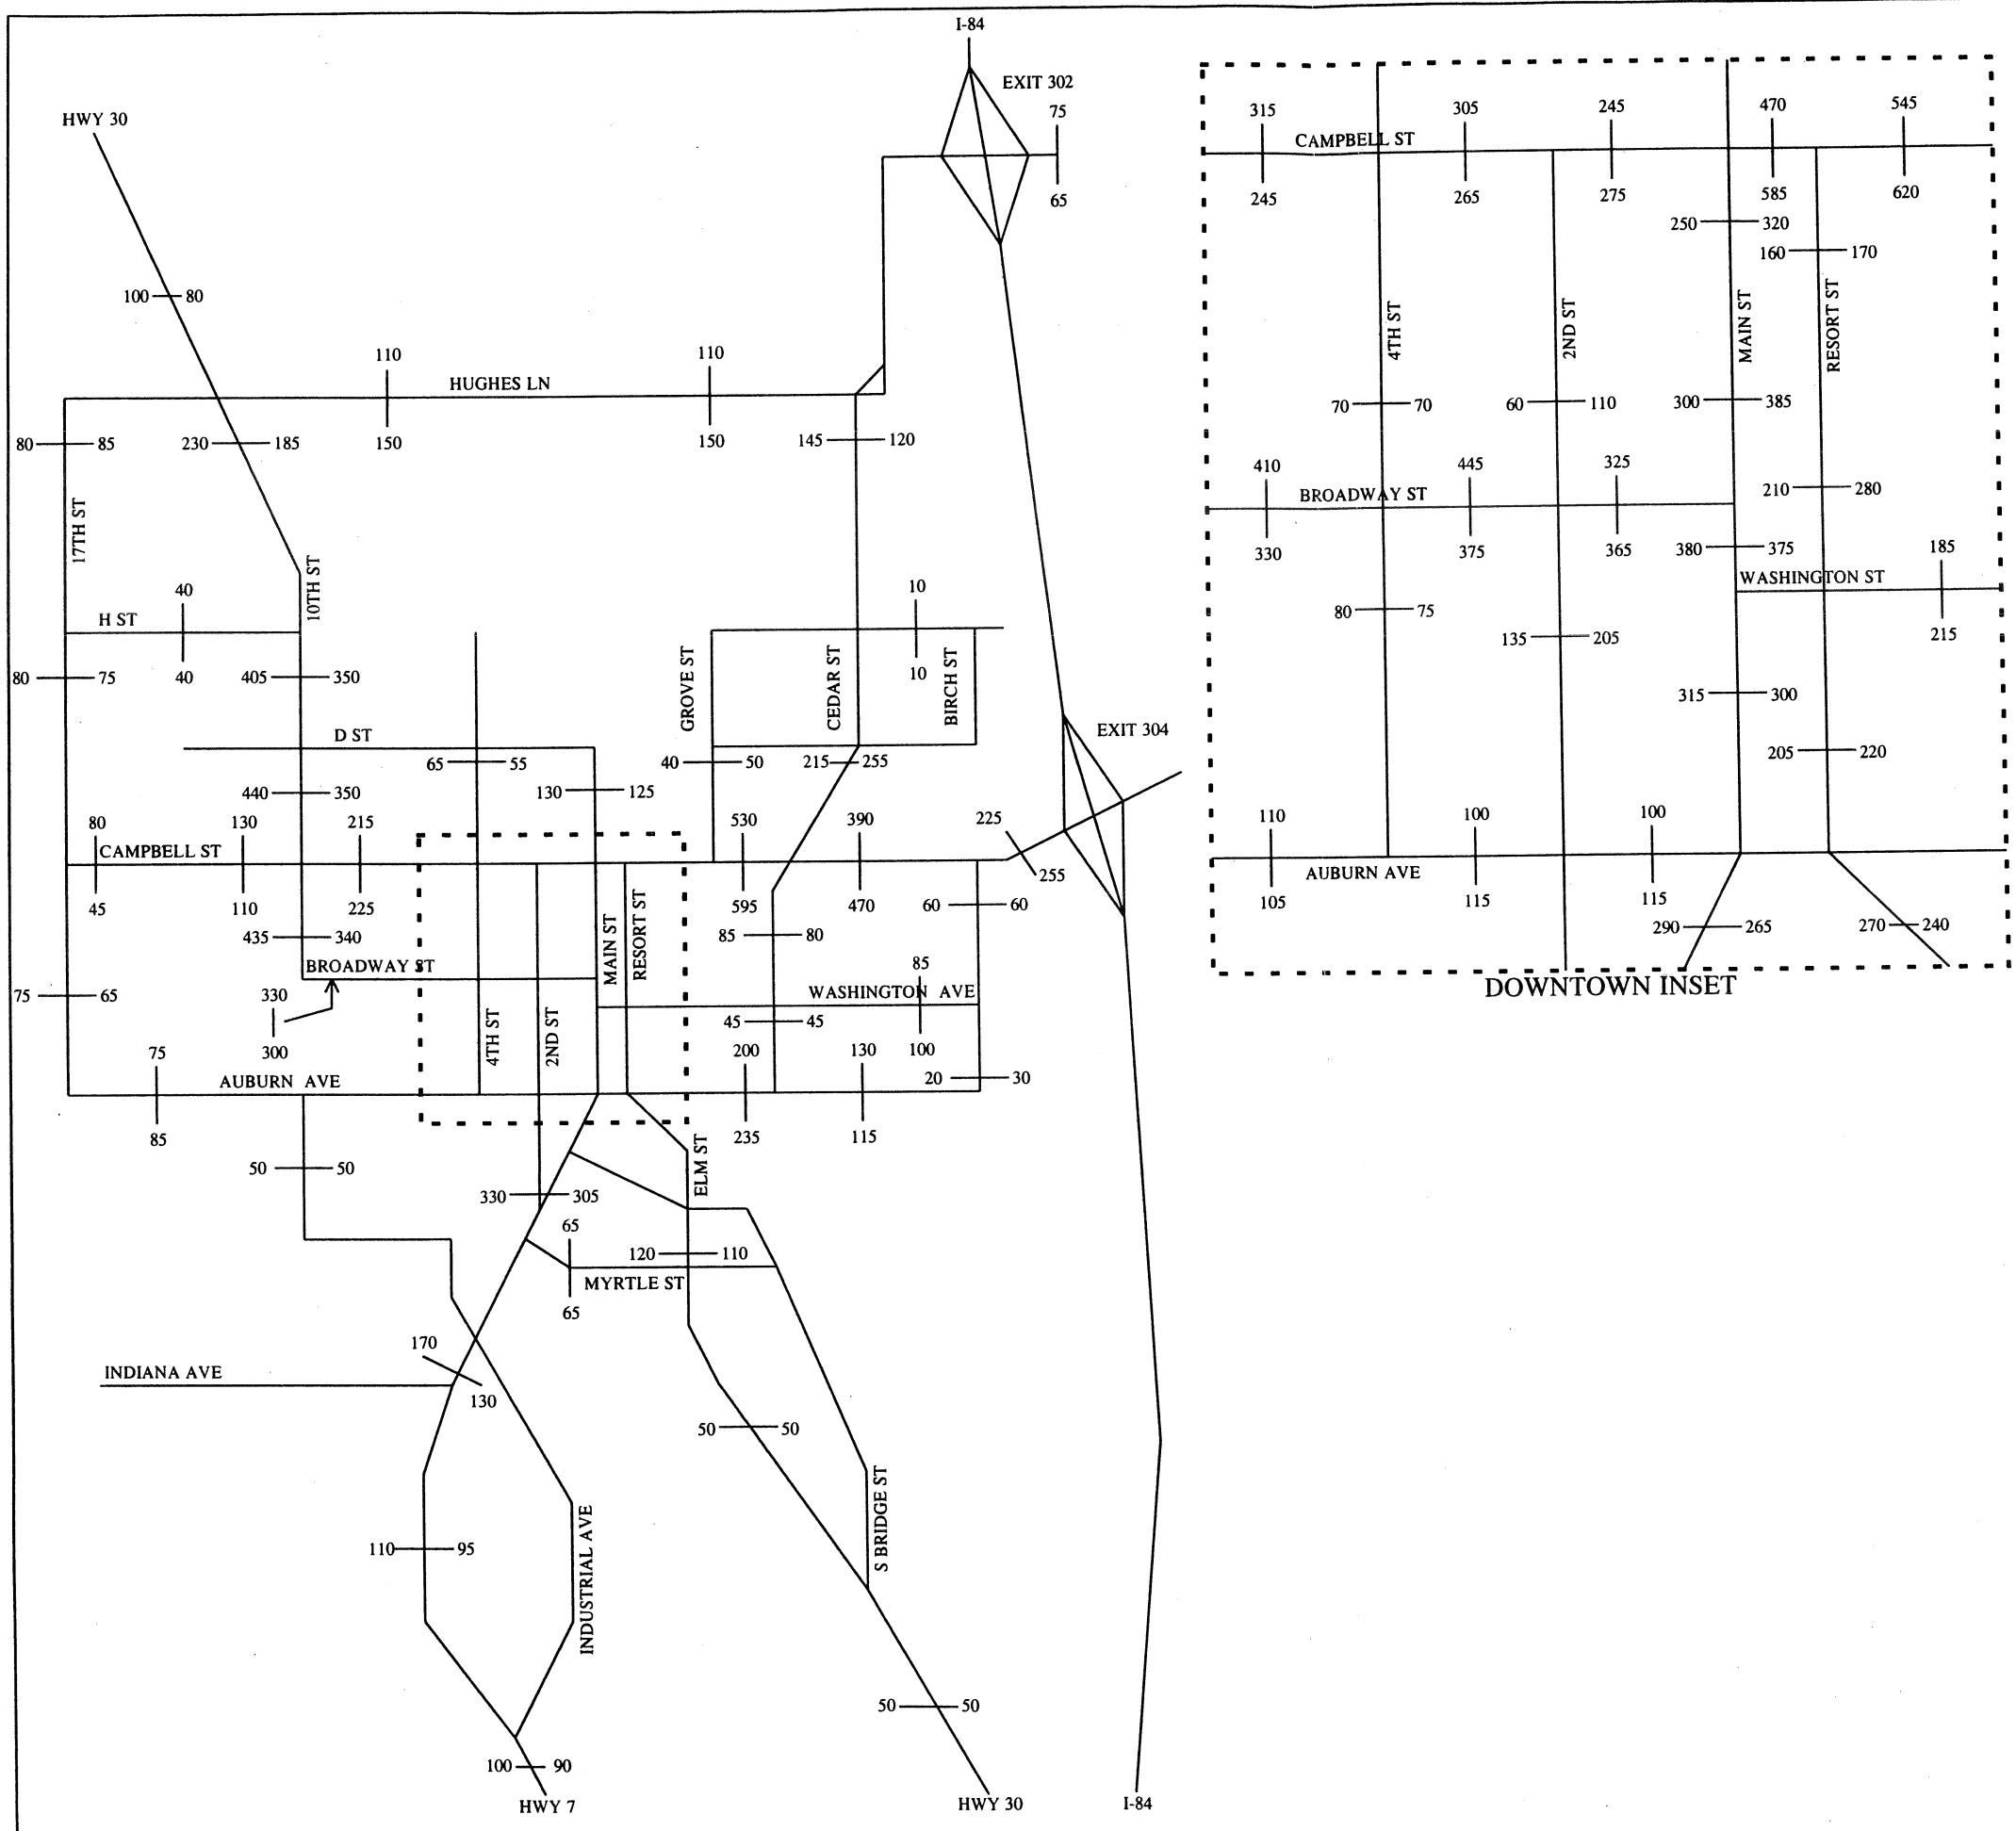 I-84
EXIT 302
75
65
HWY 30
100 80
110
110
HUGHES LN
80 85
230 185
150
150
145 120
17TH ST
10TH ST
40
H ST
40
10
10
GROVE ST
CEDAR ST
BIRCH ST
80 75
405 350
D ST
65 55
40 50
215 255
EXIT 304
440 350
130 125
80
130
215
530
390
225
CAMPBELL ST
45
110
225
595
470
255
60 60
435 340
85 80
MAIN ST
RESORT ST
BROADWAY ST
85
WASHINGTON AVE
75 65
330
300
4TH ST
2ND ST
45 45
100
75
200
130
20 30
AUBURN AVE
85
235
115
50 50
ELM ST
330 305
65
120 110
MYRTLE ST
65
170
INDIANA AVE
130
50 50
110 95
INDUSTRIAL AVE
S BRIDGE ST
50 50
100 90
HWY 7
HWY 30
I-84
315
305
245
470
545
CAMPBELL ST
245
265
275
585
620
250 320
160 170
4TH ST
2ND ST
MAIN ST
RESORT ST
70 70
60 110
300 385
410
445
325
BROADWAY ST
210 280
330
375
365
380 375
185
WASHINGTON ST
80 75
135 205
215
315 300
205 220
110
100
100
AUBURN AVE
105
115
115
290 265
270 240
DOWNTOWN INSET